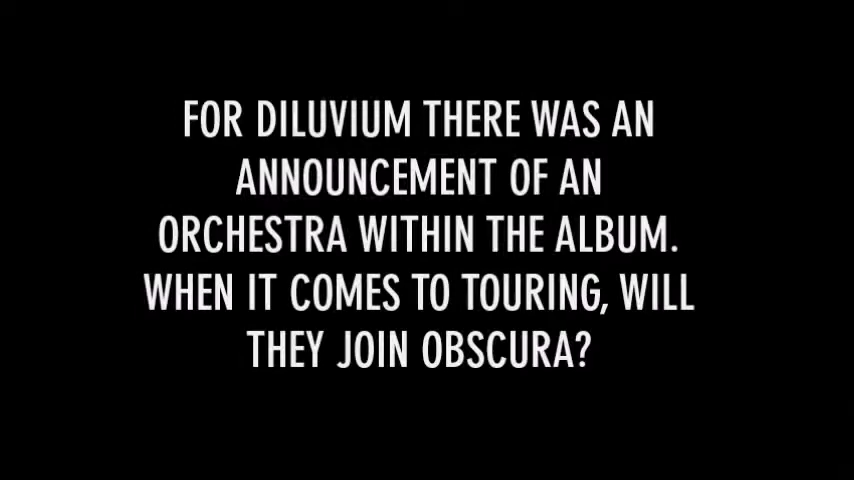 FOR DILUVIUM THERE WAS AN
ANNOUNCEMENT OF AN
ORCHESTRA WITHIN THE ALBUM.
WHEN IT COMES TO TOURING, WILL
THEY JOIN OBSCURA?